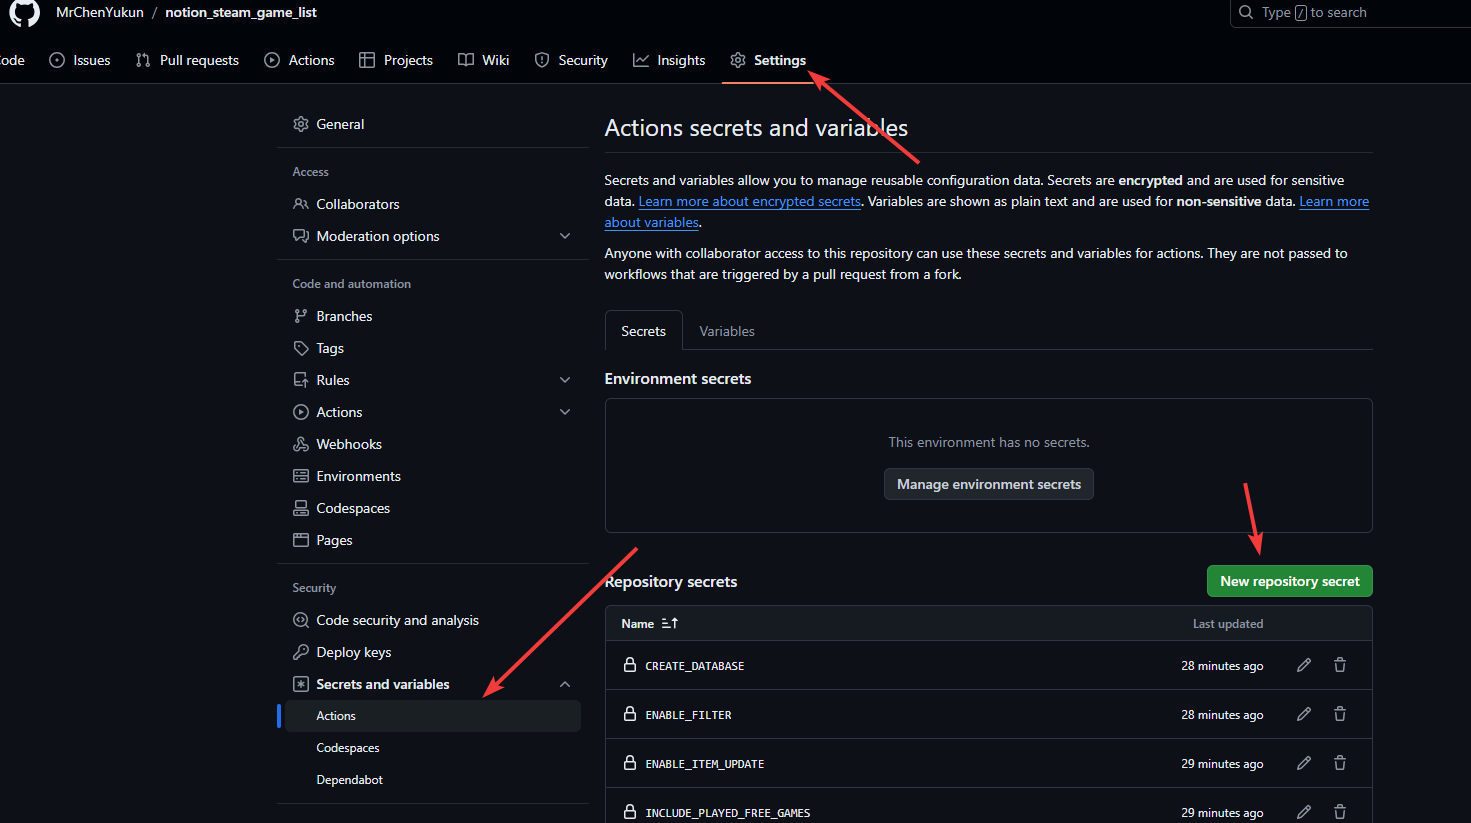 MrChenYukun / notion_steam_game_list
Type / to search
ode Issues Pull requests Actions Projects Wiki Security Insights Settings
General
Access
Collaborators
Moderation options
Code and automation
Branches
Tags
Rules
Actions
Webhooks
Environments
Codespaces
Pages
Security
Code security and analysis
Deploy keys
Secrets and variables
Actions
Codespaces
Dependabot
Actions secrets and variables
Secrets and variables allow you to manage reusable configuration data. Secrets are encrypted and are used for sensitive
data. Learn more about encrypted secrets. Variables are shown as plain text and are used for non-sensitive data. Learn more
about variables.
Anyone with collaborator access to this repository can use these secrets and variables for actions. They are not passed to
workflows that are triggered by a pull request from a fork.
Secrets Variables
Environment secrets
This environment has no secrets.
Manage environment secrets
Repository secrets New repository secret
Name Last updated
CREATE_DATABASE 28 minutes ago
ENABLE_FILTER 28 minutes ago
ENABLE_ITEM_UPDATE 29 minutes ago
INCLUDE_PLAYED_FREE_GAMES 29 minutes ago